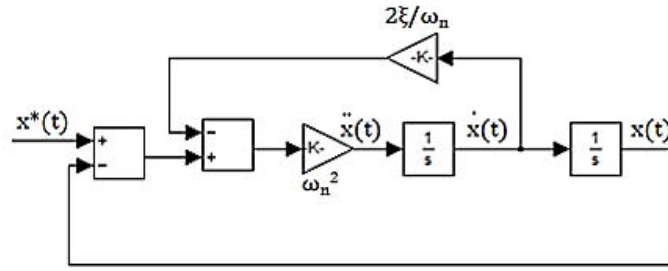 2ξ/ωn
-K-
x*(t)
+
−
−
+
K-
ωn²
ẍ(t)
1
s
ẋ(t)
1
s
x(t)